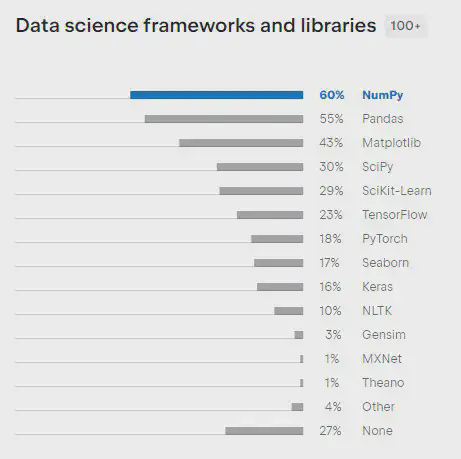 Data science frameworks and libraries 100+
60% NumPy
55% Pandas
43% Matplotlib
30% SciPy
29% SciKit-Learn
23% TensorFlow
18% PyTorch
17% Seaborn
16% Keras
10% NLTK
3% Gensim
1% MXNet
1% Theano
4% Other
27% None